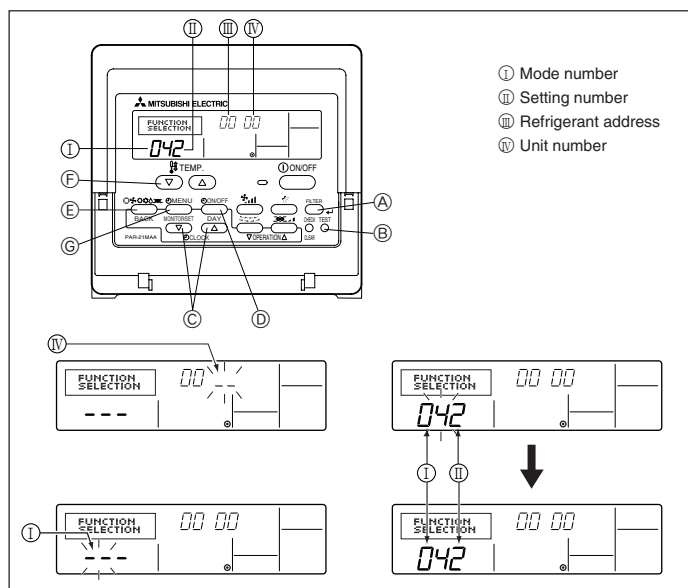 Ⅱ Ⅲ Ⅳ
MITSUBISHI ELECTRIC
FUNCTION
SELECTION
00 00
Ⅰ
042
TEMP.
ON/OFF
Ⓕ
Ⓔ
MENU
ON/OFF
FILTER
Ⓐ
BACK
MONITOR/SET
DAY
CHECK TEST
Ⓖ
PAR-21MAA
CLOCK
OPERATION
CLEAR
Ⓑ
Ⓒ
Ⓓ
Ⅰ Mode number
Ⅱ Setting number
Ⅲ Refrigerant address
Ⅳ Unit number
Ⅳ
FUNCTION
SELECTION
00 --
---
FUNCTION
SELECTION
00 00
042
Ⅰ Ⅱ
Ⅰ
FUNCTION
SELECTION
00 00
---
FUNCTION
SELECTION
00 00
042